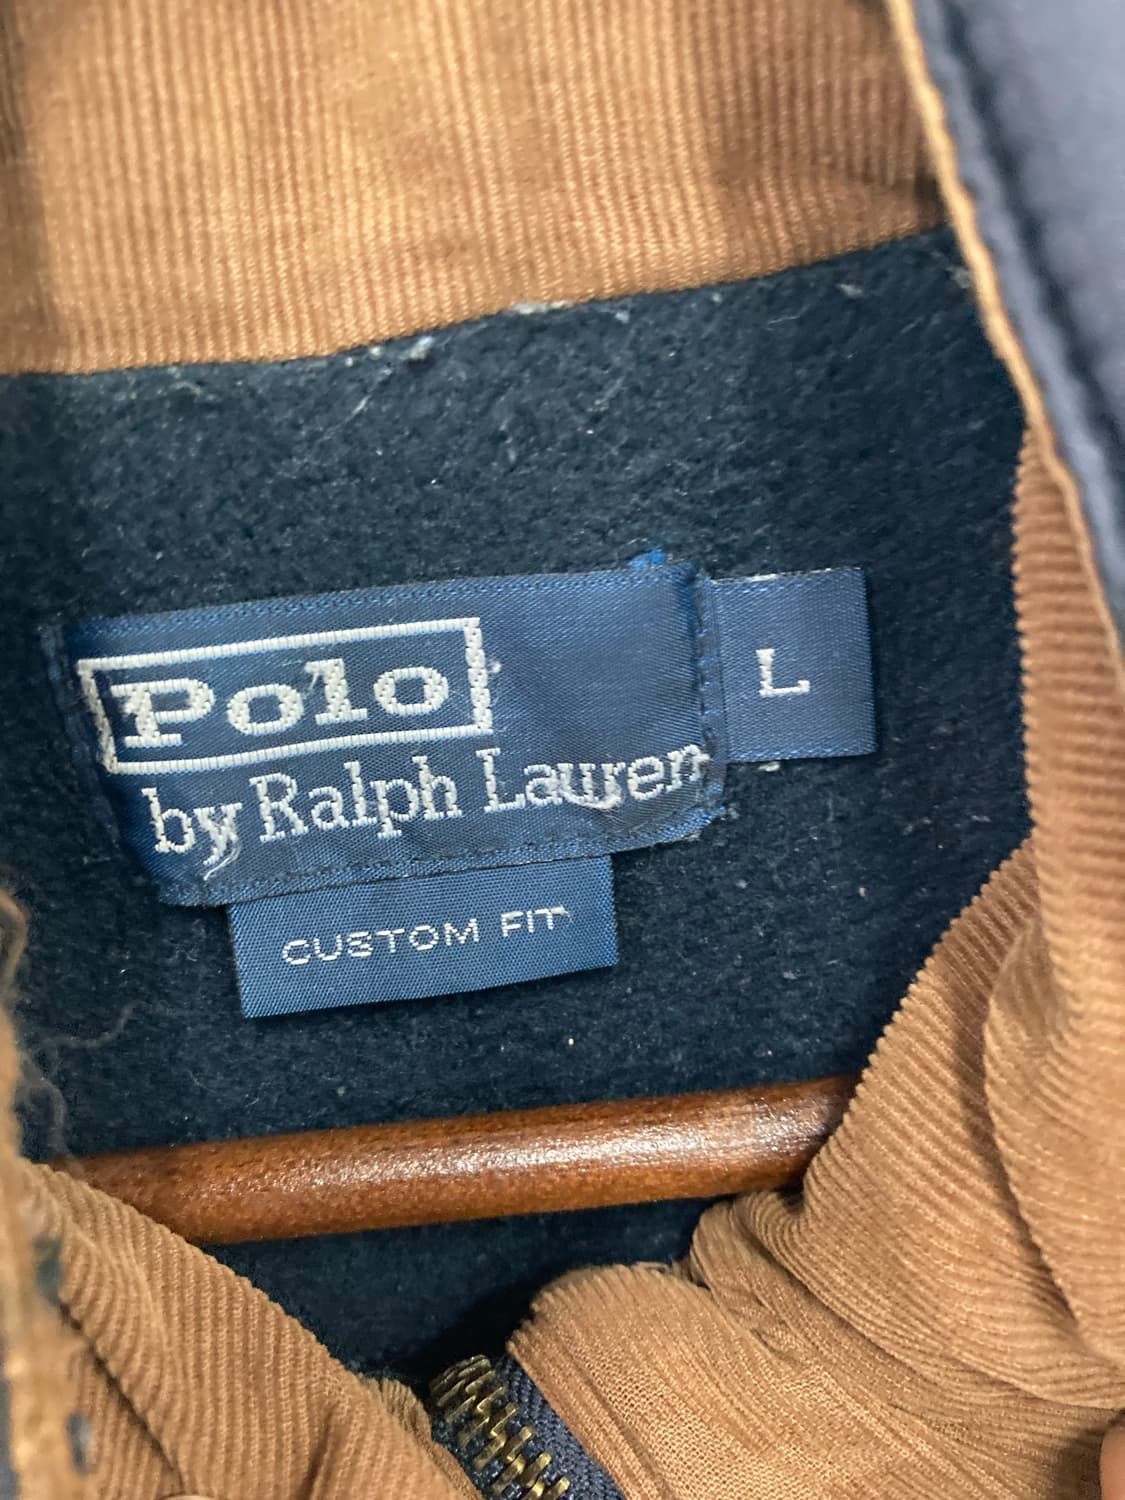 Polo
by Ralph Lauren
L
CUSTOM FIT